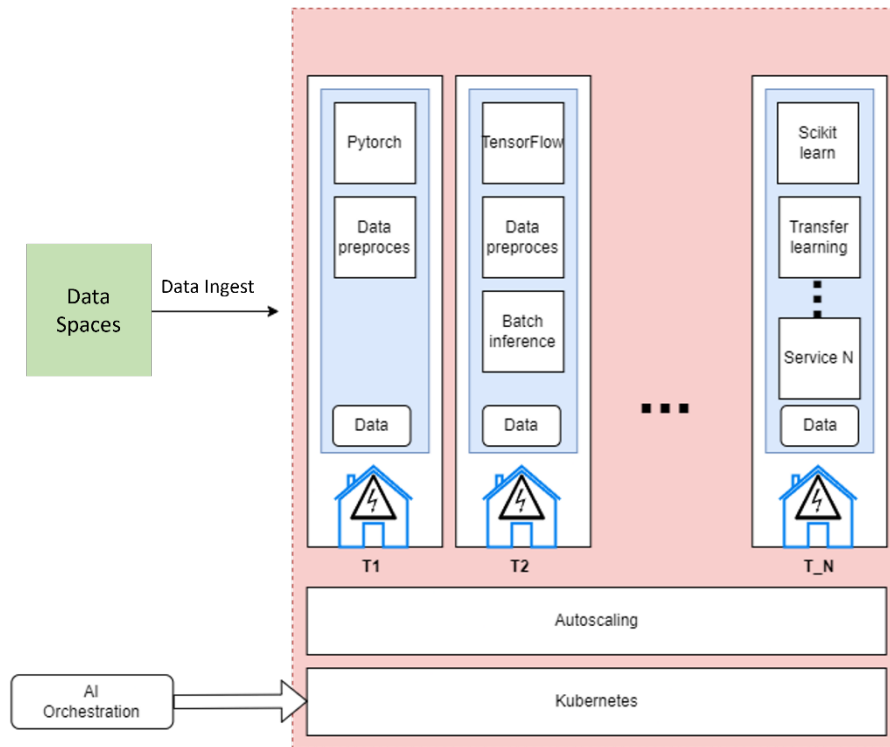 Pytorch
Data
preproces
Data
T1
TensorFlow
Data
preproces
Batch
inference
Data
T2
Scikit
learn
Transfer
learning
Service N
Data
T_N
Data
Spaces
Data Ingest
Autoscaling
AI
Orchestration
Kubernetes